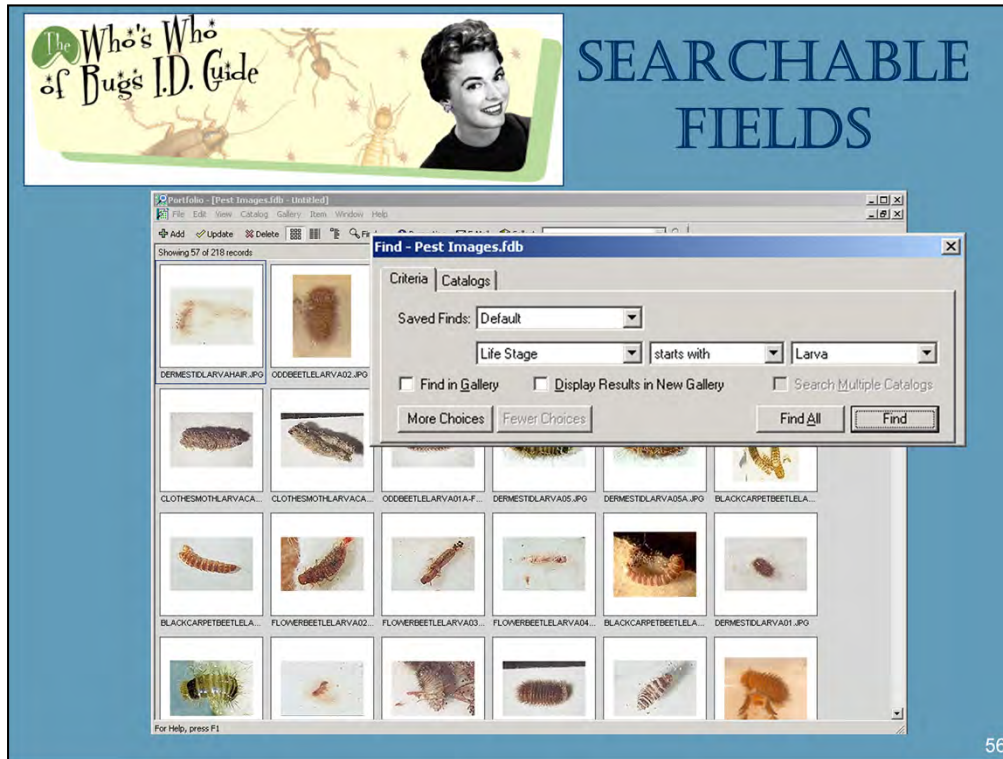 The Who's Who
of Bugs I.D. Guide
SEARCHABLE
FIELDS
Portfolio - [Pest Images.fdb - Untitled]
File Edit View Catalog Gallery Item Window Help
Add Update Delete
Showing 57 of 218 records
Find - Pest Images.fdb
Criteria Catalogs
Saved Finds: Default
Life Stage starts with Larva
Find in Gallery Display Results in New Gallery Search Multiple Catalogs
More Choices Fewer Choices Find All Find
DERMESTIDLARVAHAIR.JPG ODDBEETLELARVA02.JPG
CLOTHESMOTHLARVACA... CLOTHESMOTHLARVACA... ODDBEETLELARVA01A-F... DERMESTIDLARVA05.JPG DERMESTIDLARVA05A.JPG BLACKCARPETBEETLELA...
BLACKCARPETBEETLELA... FLOWERBEETLELARVA02... FLOWERBEETLELARVA03... FLOWERBEETLELARVA04... BLACKCARPETBEETLELA... DERMESTIDLARVA01.JPG
For Help, press F1
56